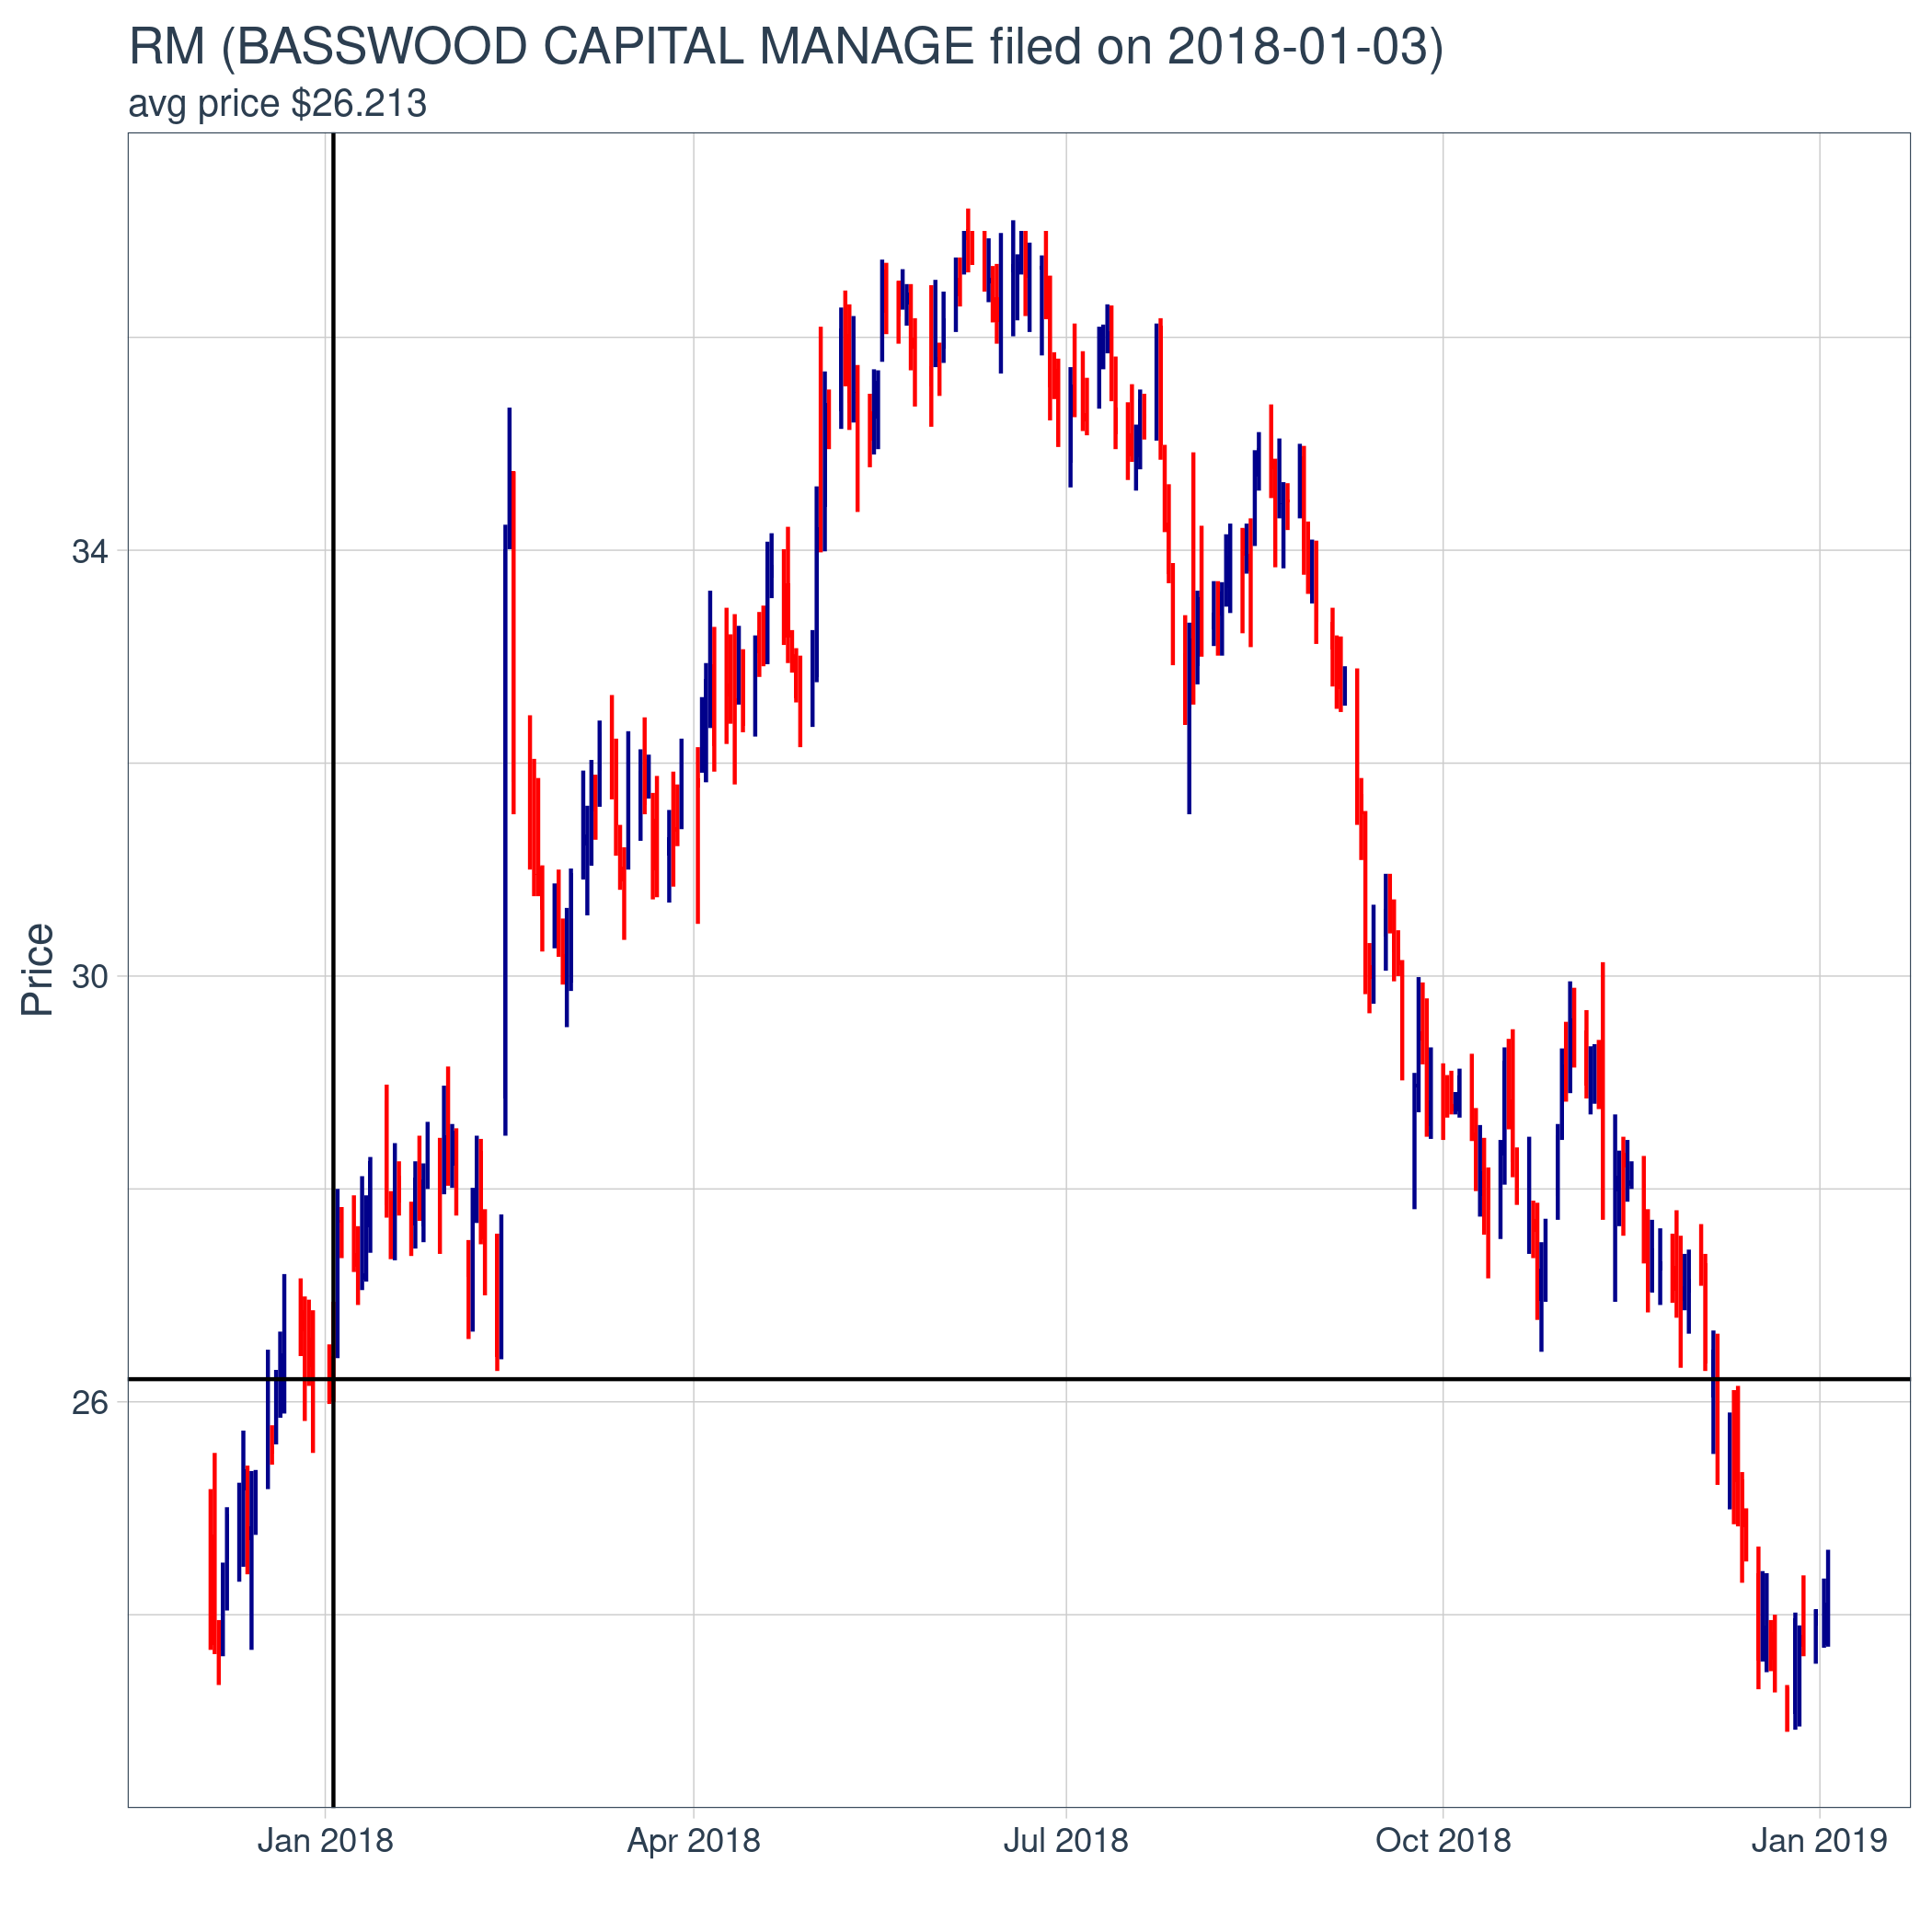 RM (BASSWOOD CAPITAL MANAGE filed on 2018-01-03)
avg price $26.213
34
30
26
Price
Jan 2018
Apr 2018
Jul 2018
Oct 2018
Jan 2019